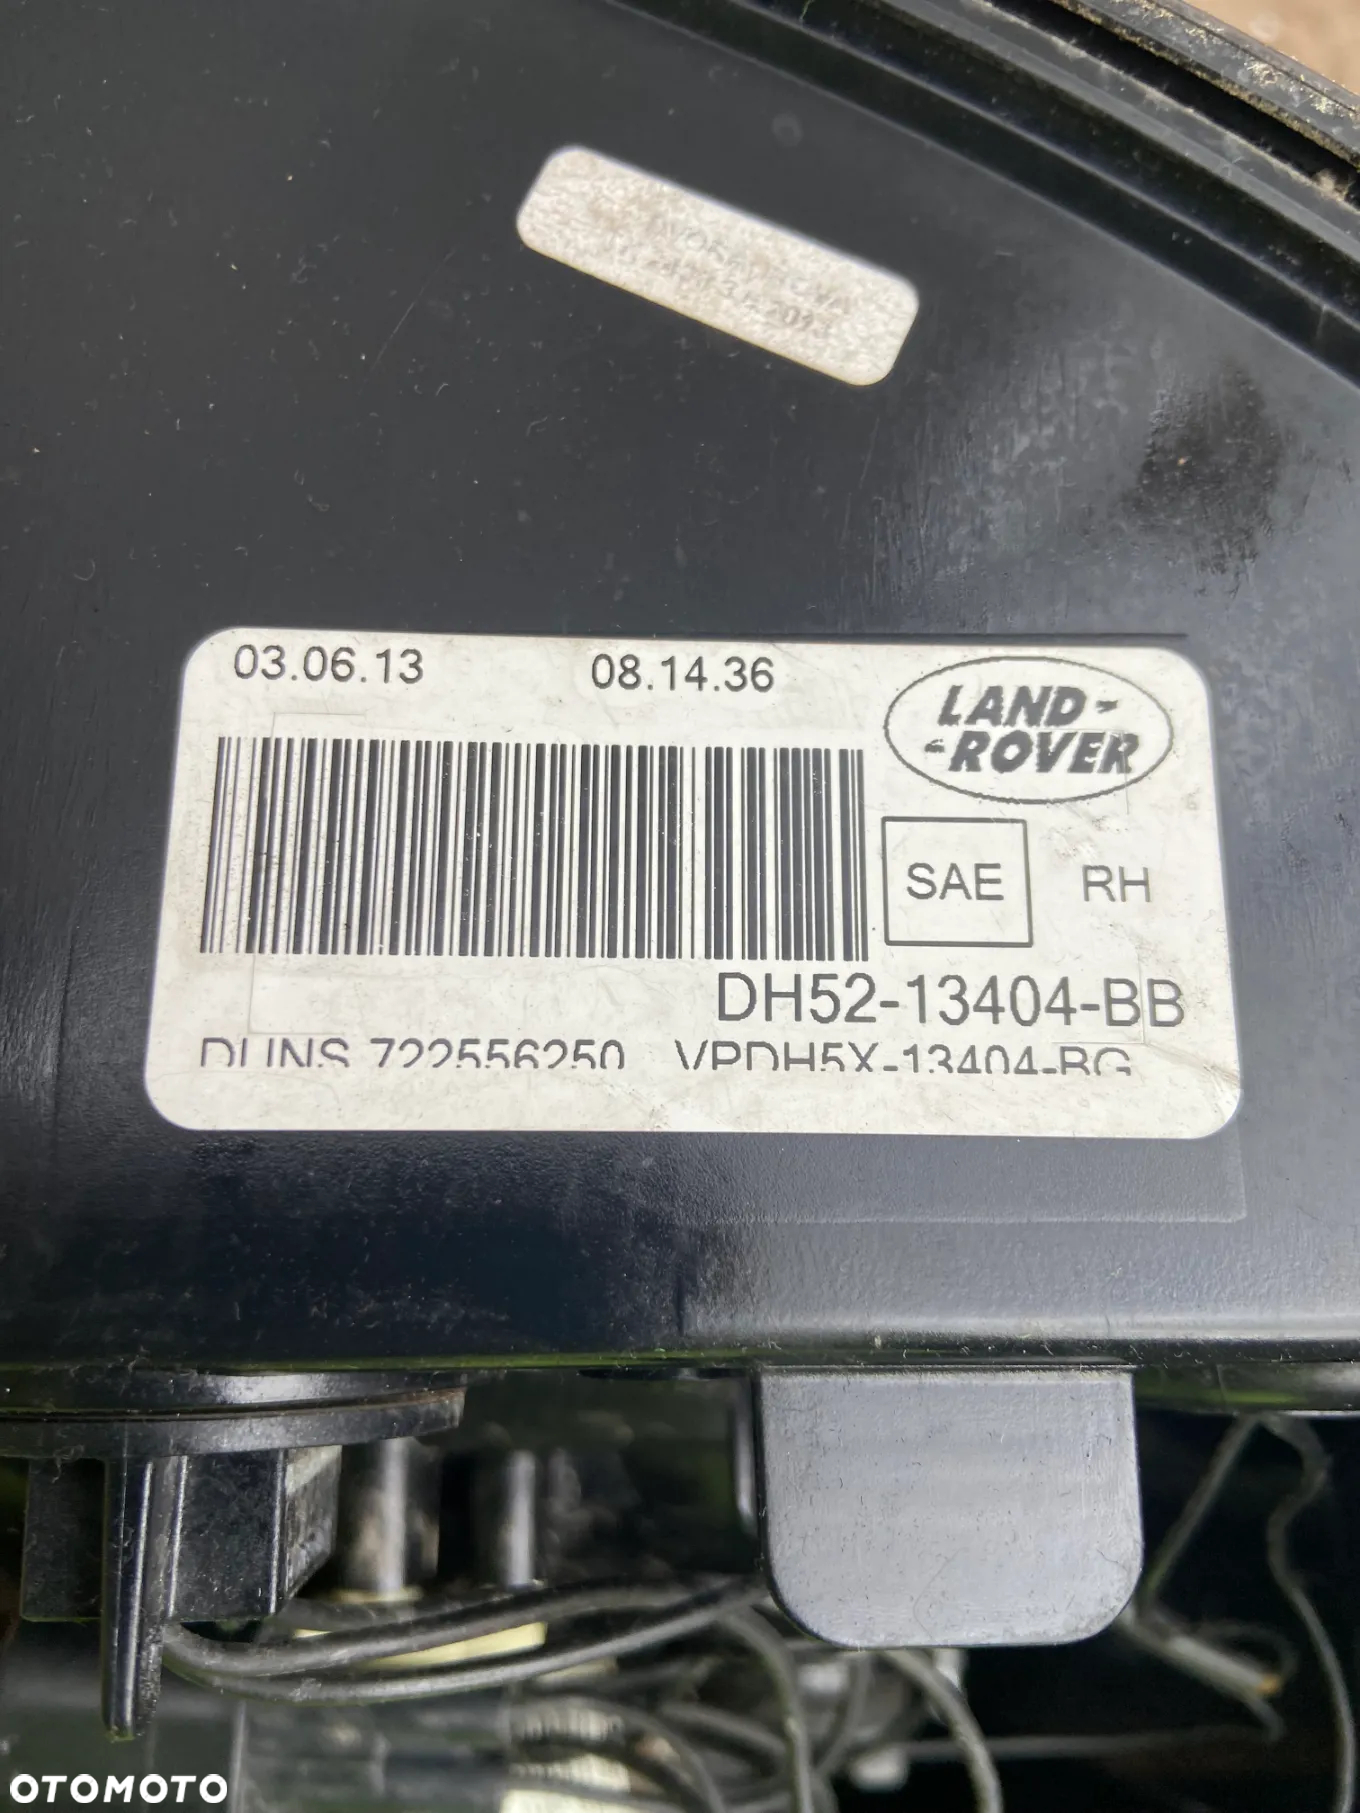 2013
03.06.13 08.14.36
LAND-
-ROVER
SAE RH
DH52-13404-BB
DUNS 722556250 VPDH5X-13404-BG
OTOMOTO